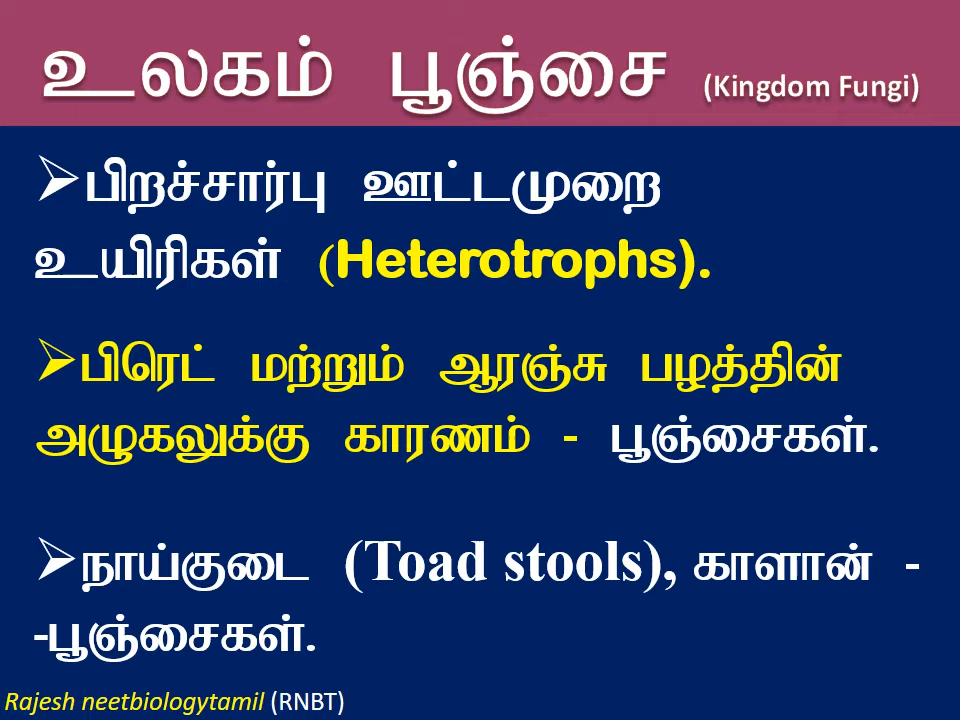 உலகம் பூஞ்சை (Kingdom Fungi)
➢பிறச்சார்பு ஊட்டமுறை
உயிரிகள் (Heterotrophs).
➢பிரெட் மற்றும் ஆரஞ்சு பழத்தின்
அழுகலுக்கு காரணம் - பூஞ்சைகள்.
➢நாய்குடை (Toad stools), காளான் -
-பூஞ்சைகள்.
Rajesh neetbiologytamil (RNBT)